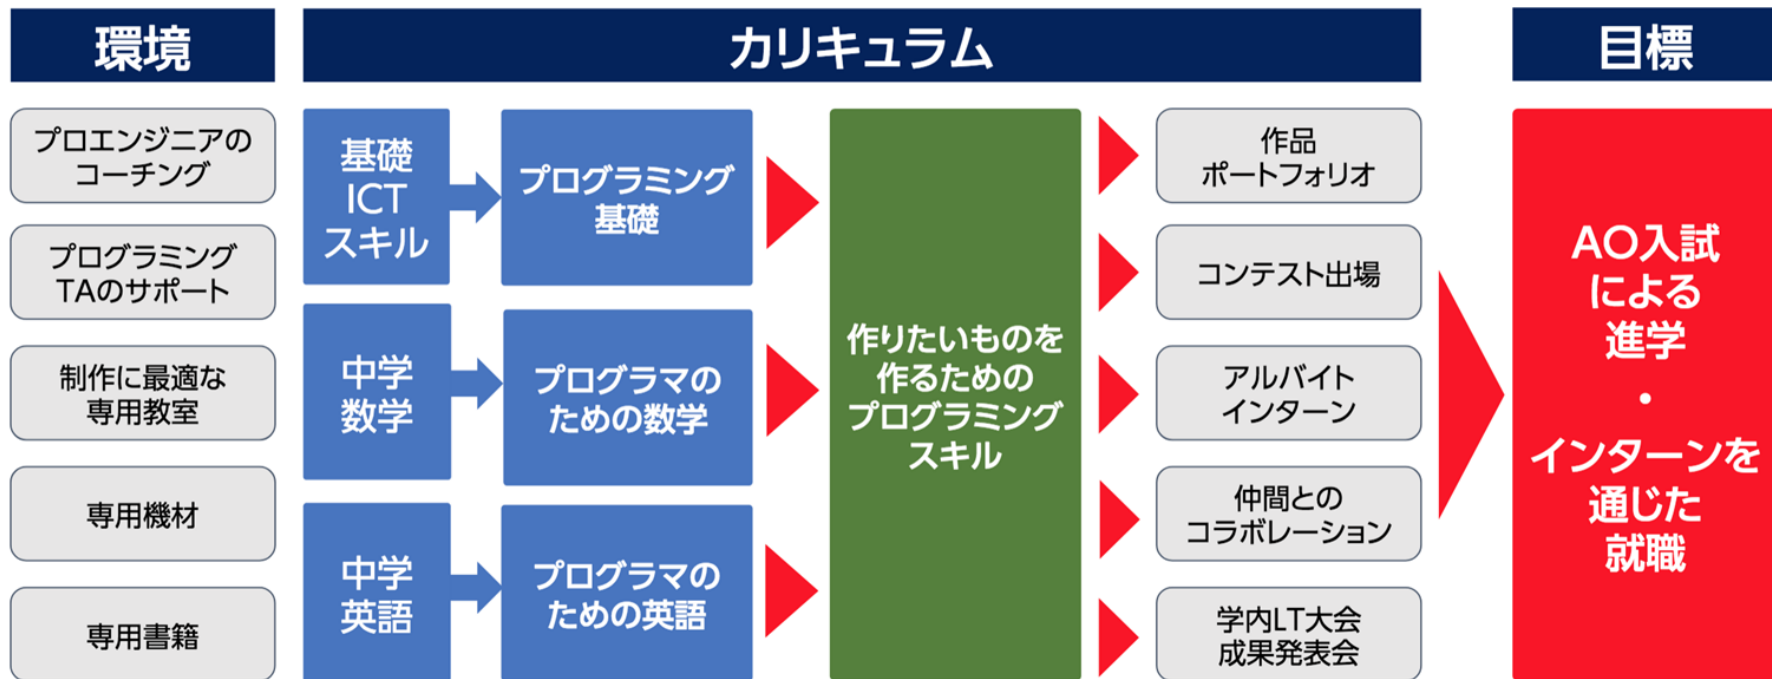 環境
カリキュラム
目標
プロエンジニアの
コーチング
プログラミング
TAのサポート
制作に最適な
専用教室
専用機材
専用書籍
基礎
ICT
スキル
プログラミング
基礎
中学
数学
プログラマの
ための数学
中学
英語
プログラマの
ための英語
作りたいものを
作るための
プログラミング
スキル
作品
ポートフォリオ
コンテスト出場
アルバイト
インターン
仲間との
コラボレーション
学内LT大会
成果発表会
AO入試
による
進学
・
インターンを
通じた
就職